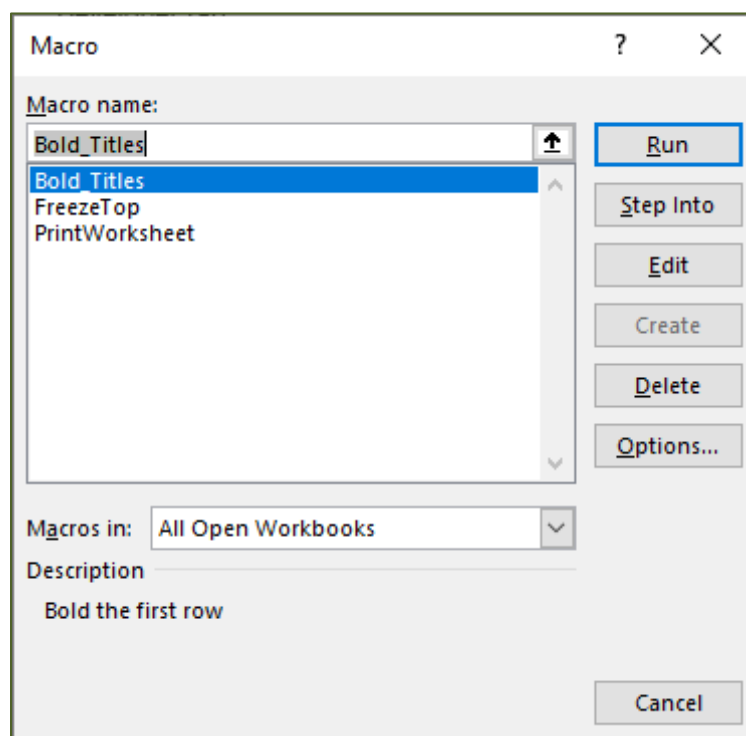 Macro
?
Macro name:
Bold_Titles
Bold_Titles
FreezeTop
PrintWorksheet
Run
Step Into
Edit
Create
Delete
Options...
Macros in: All Open Workbooks
Description
Bold the first row
Cancel